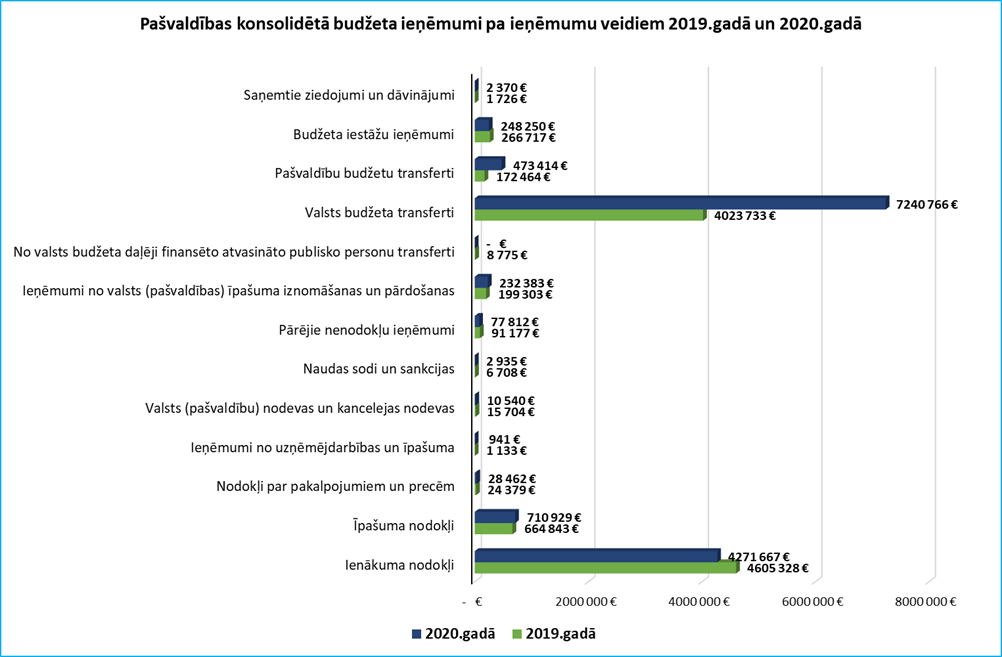 Pašvaldības konsolidētā budžeta ieņēmumi pa ieņēmumu veidiem 2019.gadā un 2020.gadā
Saņemtie ziedojumi un dāvinājumi
2 370 €
1 726 €
Budžeta iestāžu ieņēmumi
248 250 €
266 717 €
Pašvaldību budžetu transferti
473 414 €
172 464 €
Valsts budžeta transferti
7240 766 €
4023 733 €
No valsts budžeta daļēji finansēto atvasināto publisko personu transferti
- €
8 775 €
Ieņēmumi no valsts (pašvaldības) īpašuma iznomāšanas un pārdošanas
232 383 €
199 303 €
Pārējie nenodokļu ieņēmumi
77 812 €
91 177 €
Naudas sodi un sankcijas
2 935 €
6 708 €
Valsts (pašvaldību) nodevas un kancelejas nodevas
10 540 €
15 704 €
Ieņēmumi no uzņēmējdarbības un īpašuma
941 €
1 133 €
Nodokļi par pakalpojumiem un precēm
28 462 €
24 379 €
Īpašuma nodokļi
710 929 €
664 843 €
Ienākuma nodokļi
4271 667 €
4605 328 €
- € 2000 000 € 4000 000 € 6000 000 € 8000 000 €
2020.gadā 2019.gadā